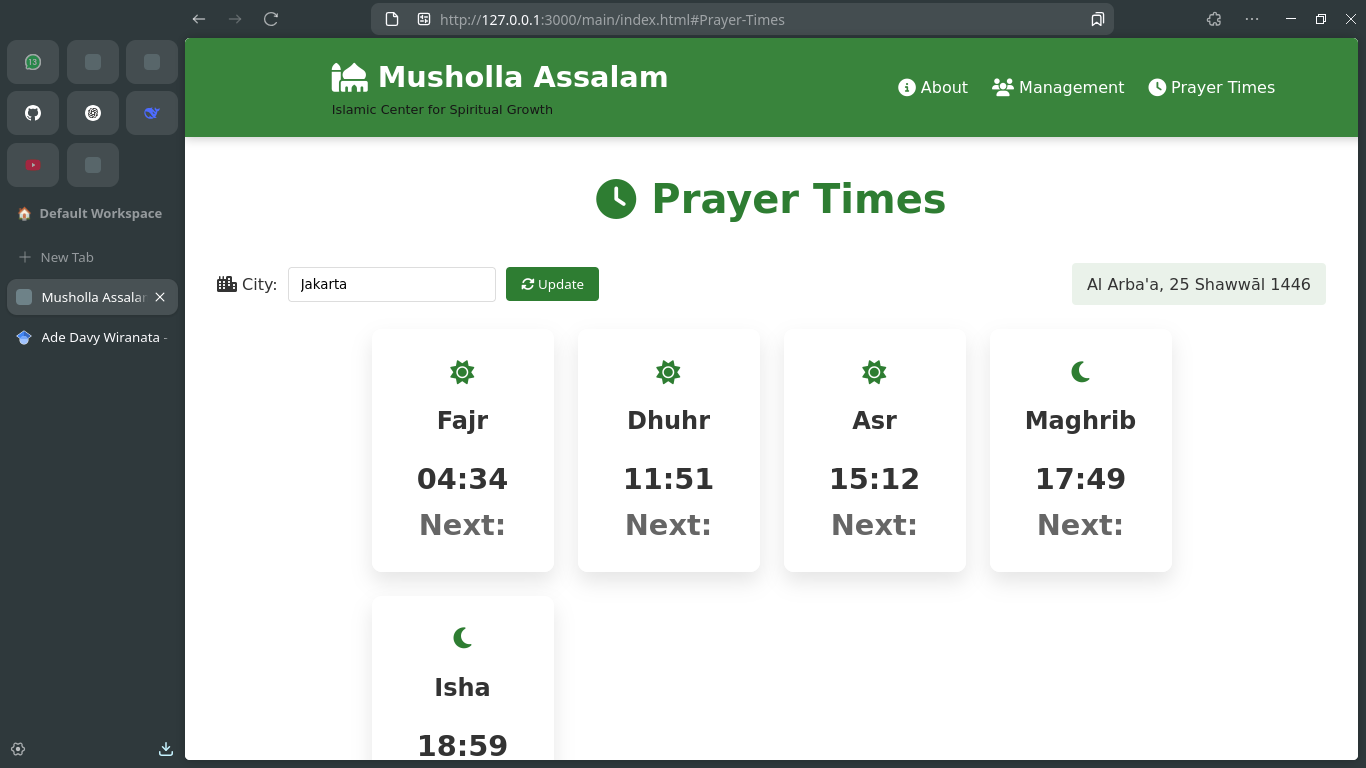 http://127.0.0.1:3000/main/index.html#Prayer-Times
13
Default Workspace
New Tab
Musholla Assalar
Ade Davy Wiranata -
Musholla Assalam
Islamic Center for Spiritual Growth
About
Management
Prayer Times
Prayer Times
City:
Jakarta
Update
Al Arba'a, 25 Shawwāl 1446
Fajr
04:34
Next:
Dhuhr
11:51
Next:
Asr
15:12
Next:
Maghrib
17:49
Next:
Isha
18:59